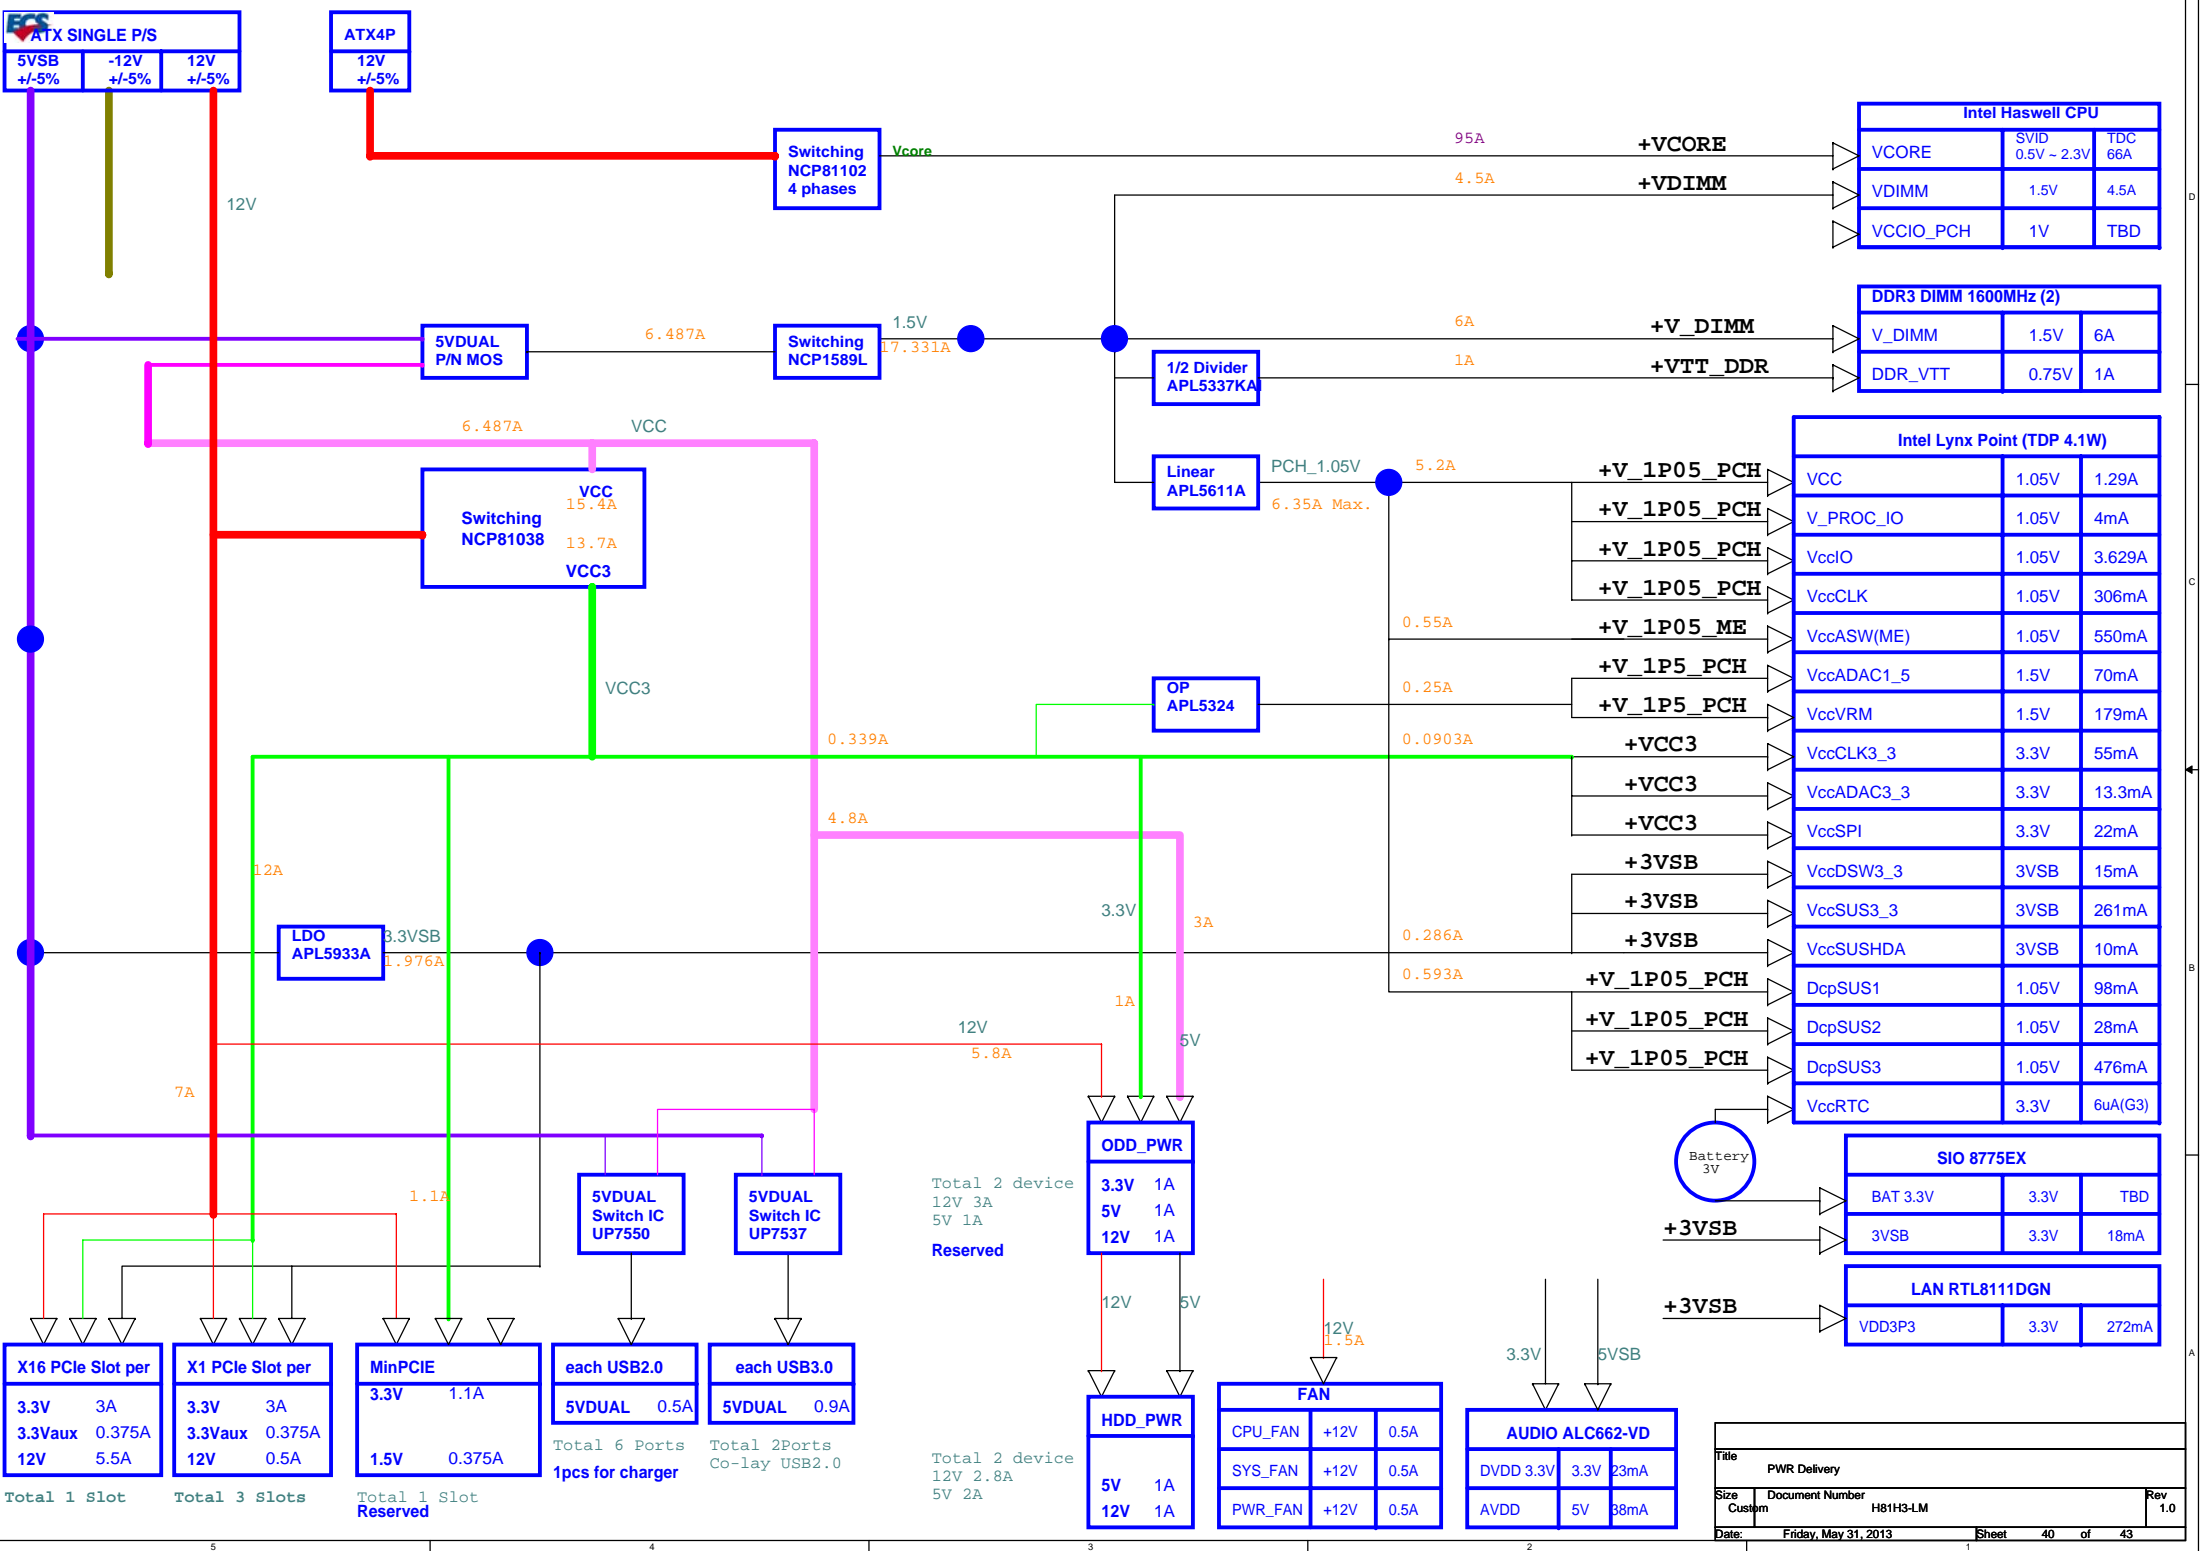 ECS
ATX SINGLE P/S
5VSB
+/-5%
-12V
+/-5%
12V
+/-5%
ATX4P
12V
+/-5%
12V
Switching
NCP81102
4 phases
Vcore
95A
+VCORE
4.5A
+VDIMM
Intel Haswell CPU
VCORE
SVID
0.5V ~ 2.3V
TDC
66A
VDIMM 1.5V 4.5A
VCCIO_PCH 1V TBD
5VDUAL
P/N MOS
6.487A
Switching
NCP1589L
1.5V
17.331A
6A
+V_DIMM
1/2 Divider
APL5337KAI
1A
+VTT_DDR
DDR3 DIMM 1600MHz (2)
V_DIMM 1.5V 6A
DDR_VTT 0.75V 1A
6.487A
VCC
Switching
NCP81038
VCC
15.4A
13.7A
VCC3
VCC3
Linear
APL5611A
PCH_1.05V
6.35A Max.
5.2A
+V_1P05_PCH
+V_1P05_PCH
+V_1P05_PCH
+V_1P05_PCH
0.55A
+V_1P05_ME
OP
APL5324
0.25A
+V_1P5_PCH
+V_1P5_PCH
0.339A
0.0903A
+VCC3
+VCC3
+VCC3
4.8A
+3VSB
+3VSB
0.286A
+3VSB
0.593A
+V_1P05_PCH
+V_1P05_PCH
+V_1P05_PCH
Intel Lynx Point (TDP 4.1W)
VCC 1.05V 1.29A
V_PROC_IO 1.05V 4mA
VccIO 1.05V 3.629A
VccCLK 1.05V 306mA
VccASW(ME) 1.05V 550mA
VccADAC1_5 1.5V 70mA
VccVRM 1.5V 179mA
VccCLK3_3 3.3V 55mA
VccADAC3_3 3.3V 13.3mA
VccSPI 3.3V 22mA
VccDSW3_3 3VSB 15mA
VccSUS3_3 3VSB 261mA
VccSUSHDA 3VSB 10mA
DcpSUS1 1.05V 98mA
DcpSUS2 1.05V 28mA
DcpSUS3 1.05V 476mA
VccRTC 3.3V 6uA(G3)
12A
LDO
APL5933A
3.3VSB
1.976A
3.3V
3A
1A
12V
5.8A
5V
7A
1.1A
5VDUAL
Switch IC
UP7550
5VDUAL
Switch IC
UP7537
Total 2 device
12V 3A
5V 1A
Reserved
ODD_PWR
3.3V 1A
5V 1A
12V 1A
Battery
3V
SIO 8775EX
BAT 3.3V 3.3V TBD
+3VSB
3VSB 3.3V 18mA
LAN RTL8111DGN
+3VSB
VDD3P3 3.3V 272mA
X16 PCIe Slot per
3.3V 3A
3.3Vaux 0.375A
12V 5.5A
Total 1 Slot
X1 PCIe Slot per
3.3V 3A
3.3Vaux 0.375A
12V 0.5A
Total 3 Slots
MinPCIE
3.3V 1.1A
1.5V 0.375A
Total 1 Slot
Reserved
each USB2.0
5VDUAL 0.5A
Total 6 Ports
1pcs for charger
each USB3.0
5VDUAL 0.9A
Total 2Ports
Co-lay USB2.0
12V
5V
Total 2 device
12V 2.8A
5V 2A
HDD_PWR
5V 1A
12V 1A
12V
1.5A
FAN
CPU_FAN +12V 0.5A
SYS_FAN +12V 0.5A
PWR_FAN +12V 0.5A
3.3V
5VSB
AUDIO ALC662-VD
DVDD 3.3V 3.3V 23mA
AVDD 5V 38mA
Title
PWR Delivery
Size
Custom
Document Number
H81H3-LM
Rev
1.0
Date: Friday, May 31, 2013 Sheet 40 of 43
D
C
B
A
5 4 3 2 1